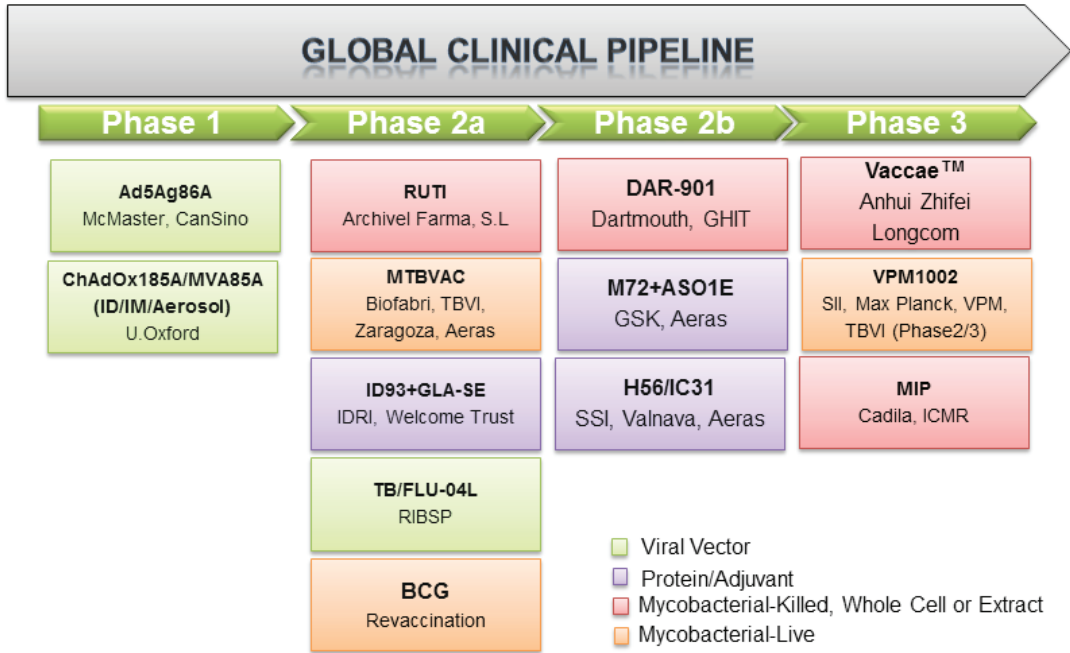 GLOBAL CLINICAL PIPELINE
Phase 1
Phase 2a
Phase 2b
Phase 3
Ad5Ag86A
McMaster, CanSino
ChAdOx185A/MVA85A
(ID/IM/Aerosol)
U.Oxford
RUTI
Archivel Farma, S.L
MTBVAC
Biofabri, TBVI,
Zaragoza, Aeras
ID93+GLA-SE
IDRI, Welcome Trust
TB/FLU-04L
RIBSP
BCG
Revaccination
DAR-901
Dartmouth, GHIT
M72+ASO1E
GSK, Aeras
H56/IC31
SSI, Valnava, Aeras
Vaccae™
Anhui Zhifei
Longcom
VPM1002
SII, Max Planck, VPM,
TBVI (Phase2/3)
MIP
Cadila, ICMR
Viral Vector
Protein/Adjuvant
Mycobacterial-Killed, Whole Cell or Extract
Mycobacterial-Live